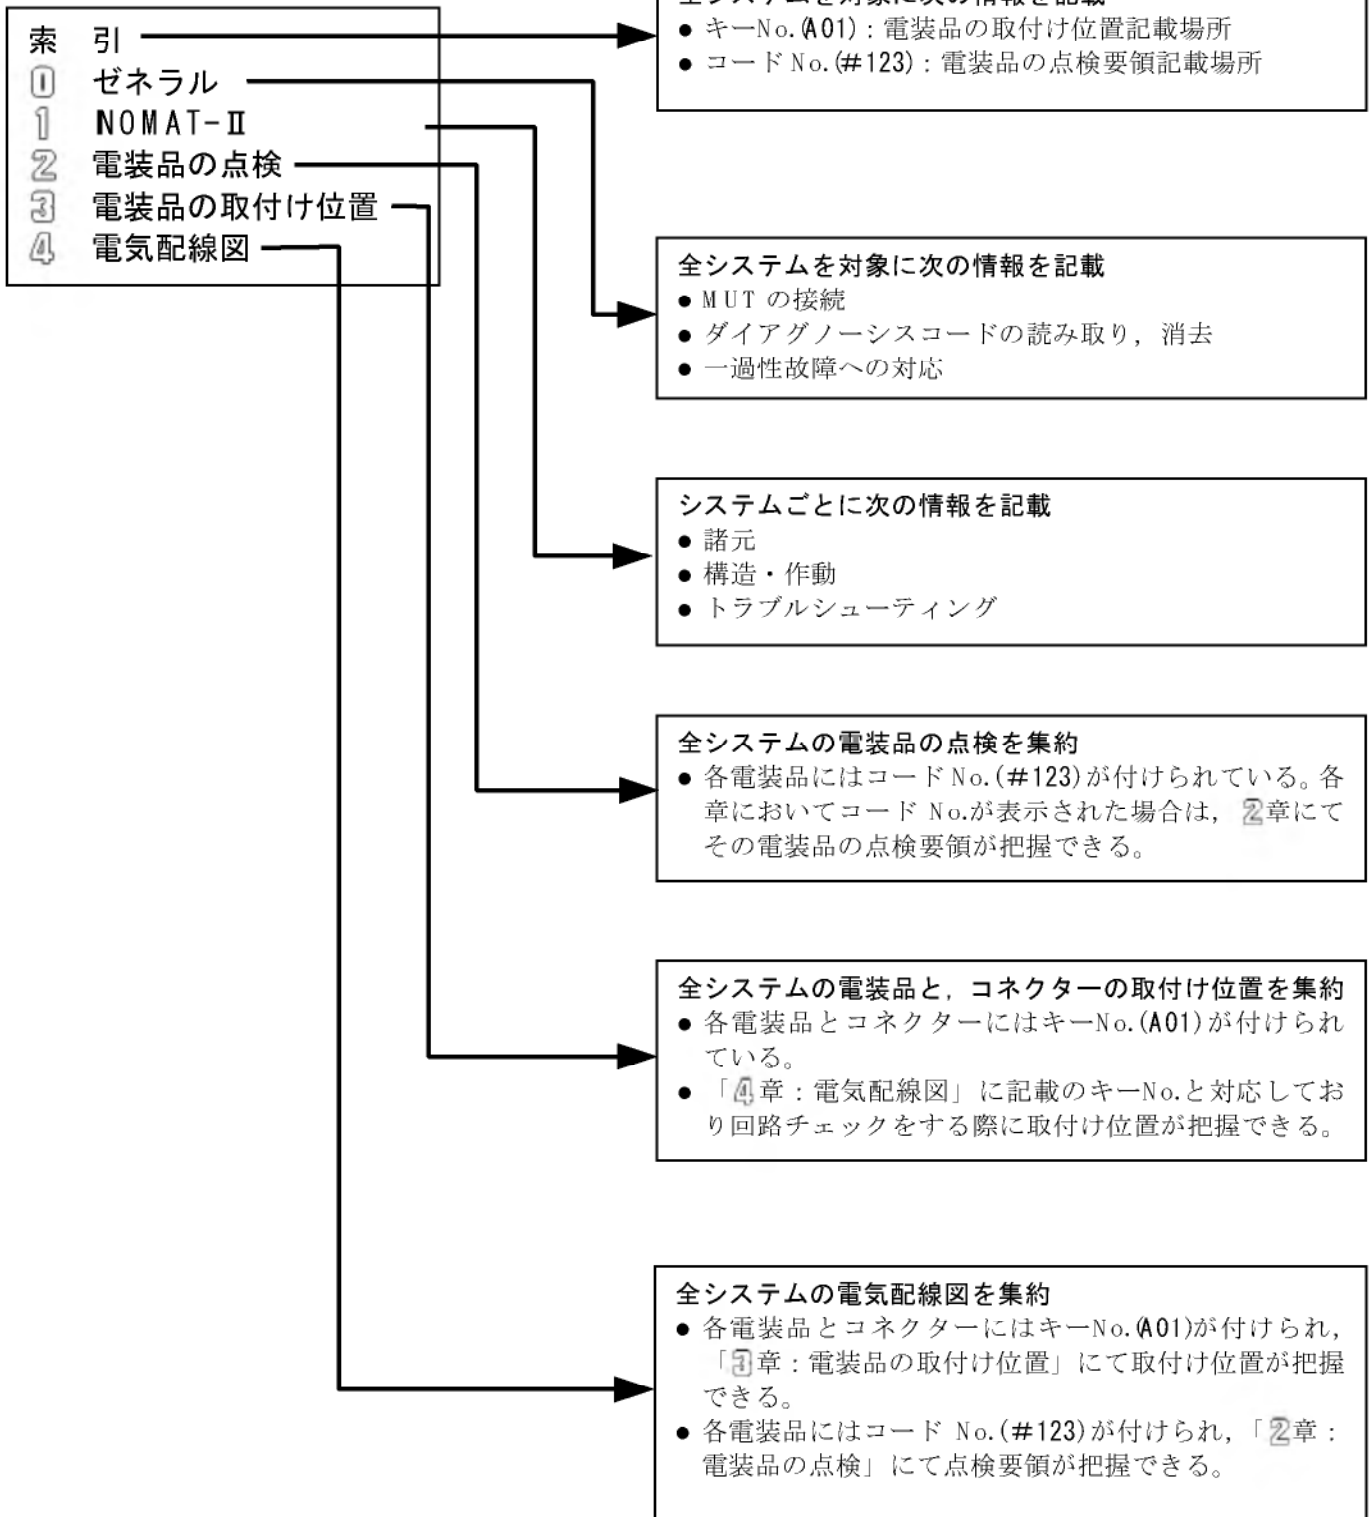 索 引
0 ゼネラル
1 NOMAT-Ⅱ
2 電装品の点検
3 電装品の取付け位置
4 電気配線図
全システムを対象に次の情報を記載
● キーNo.(A01)：電装品の取付け位置記載場所
● コードNo.(#123)：電装品の点検要領記載場所
全システムを対象に次の情報を記載
● MUTの接続
● ダイアグノーシスコードの読み取り，消去
● 一過性故障への対応
システムごとに次の情報を記載
● 諸元
● 構造・作動
● トラブルシューティング
全システムの電装品の点検を集約
● 各電装品にはコードNo.(#123)が付けられている。各
章においてコード No.が表示された場合は，2章にて
その電装品の点検要領が把握できる。
全システムの電装品と，コネクターの取付け位置を集約
● 各電装品とコネクターにはキーNo.(A01)が付けられ
ている。
● 「4章：電気配線図」に記載のキーNo.と対応してお
り回路チェックをする際に取付け位置が把握できる。
全システムの電気配線図を集約
● 各電装品とコネクターにはキーNo.(A01)が付けられ，
「3章：電装品の取付け位置」にて取付け位置が把握
できる。
● 各電装品にはコード No.(#123)が付けられ，「2章：
電装品の点検」にて点検要領が把握できる。